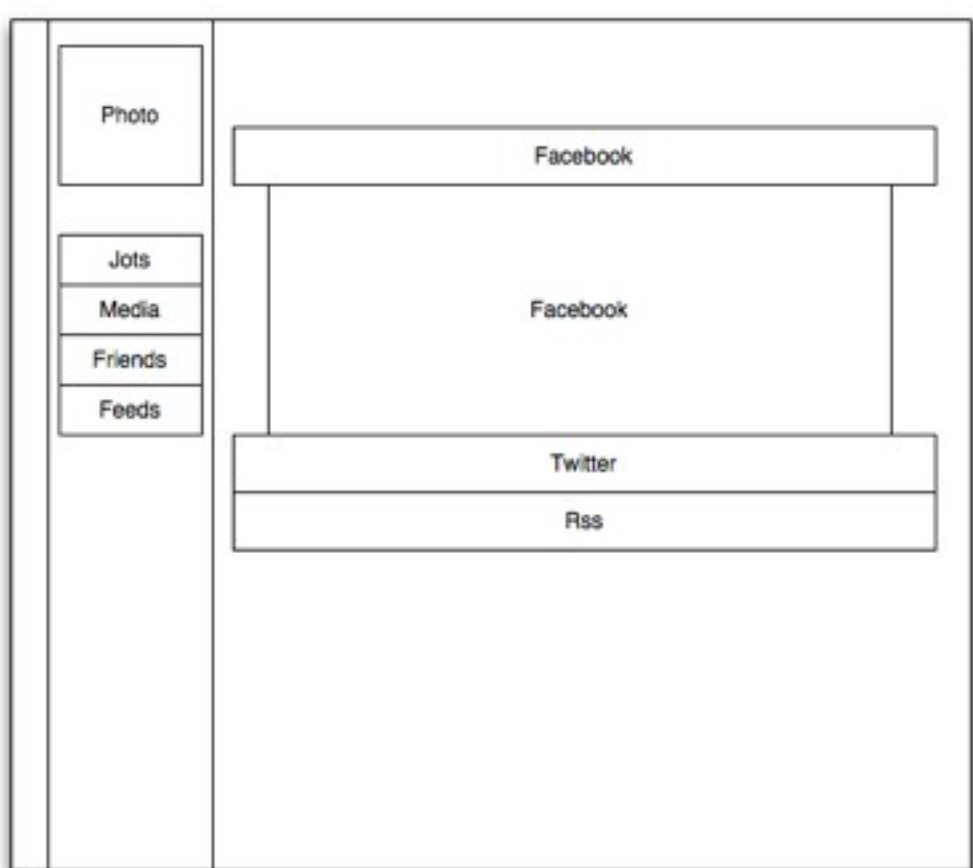 Photo
Jots
Media
Friends
Feeds
Facebook
Facebook
Twitter
Rss